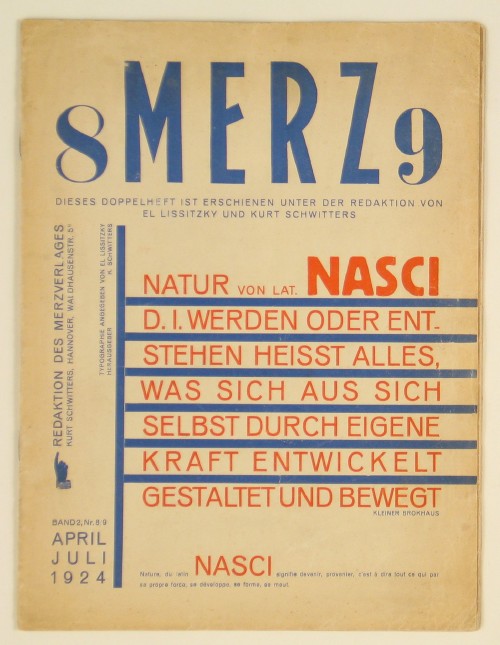 8 MERZ 9
DIESES DOPPELHEFT IST ERSCHIENEN UNTER DER REDAKTION VON
EL LISSITZKY UND KURT SCHWITTERS
REDAKTION DES MERZVERLAGES
KURT SCHWITTERS, HANNOVER, WALDHAUSENSTR. 5ᴵᴵ
TYPOGRAPHIE ANGEGEBEN VON EL LISSITZKY
HERAUSGEBER K. SCHWITTERS
NATUR VON LAT. NASCI
D. I. WERDEN ODER ENT-
STEHEN HEISST ALLES,
WAS SICH AUS SICH
SELBST DURCH EIGENE
KRAFT ENTWICKELT
GESTALTET UND BEWEGT
KLEINER BROKHAUS
BAND 2, Nr. 8/9
APRIL
JULI
1924
Nature, du latin NASCI signifie devenir, provenir, c'est à dire tout ce qui par
sa propre force, se développe, se forme, se meut.